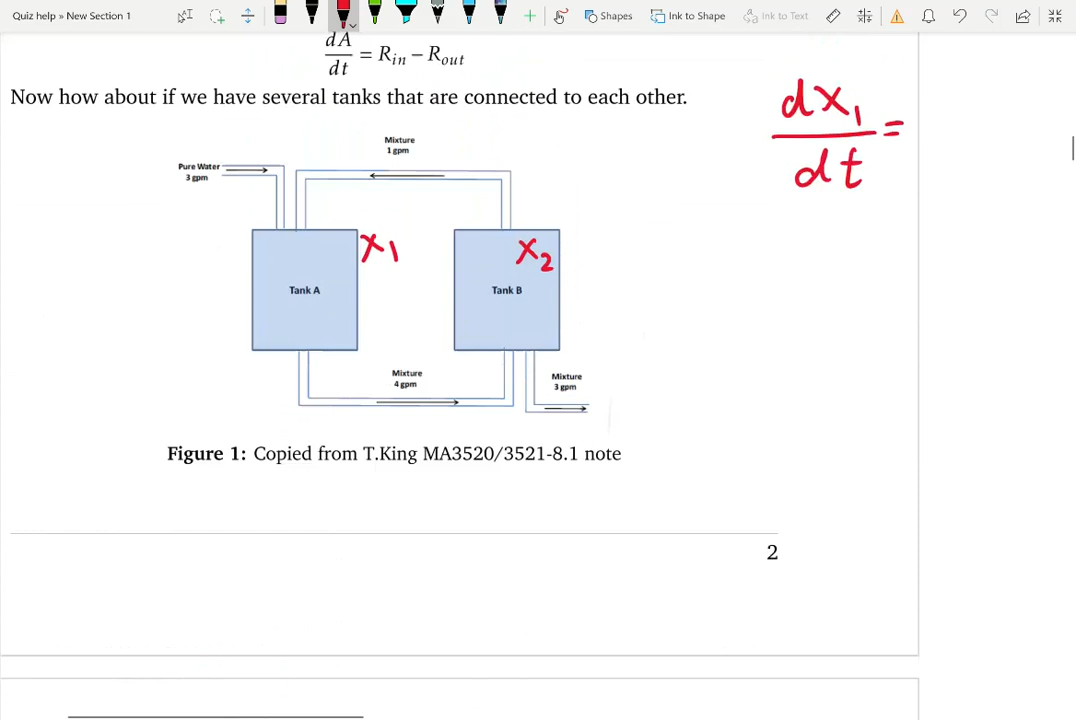 Quiz help » New Section 1
Shapes
Ink to Shape
Ink to Text
dA
dt
= Rin − Rout
Now how about if we have several tanks that are connected to each other.
dx1
dt
=
Mixture
1 gpm
Pure Water
3 gpm
x1
x2
Tank A
Tank B
Mixture
4 gpm
Mixture
3 gpm
Figure 1: Copied from T.King MA3520/3521-8.1 note
2